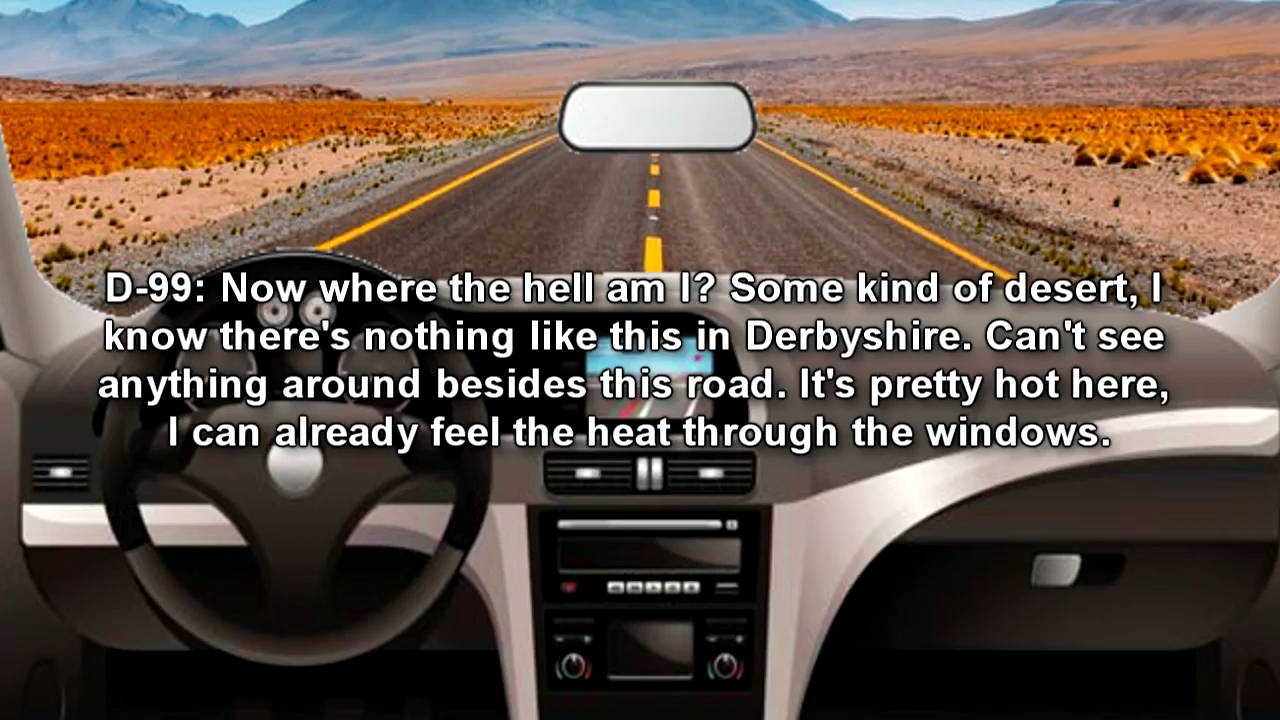 D-99: Now where the hell am I? Some kind of desert, I
know there's nothing like this in Derbyshire. Can't see
anything around besides this road. It's pretty hot here,
I can already feel the heat through the windows.